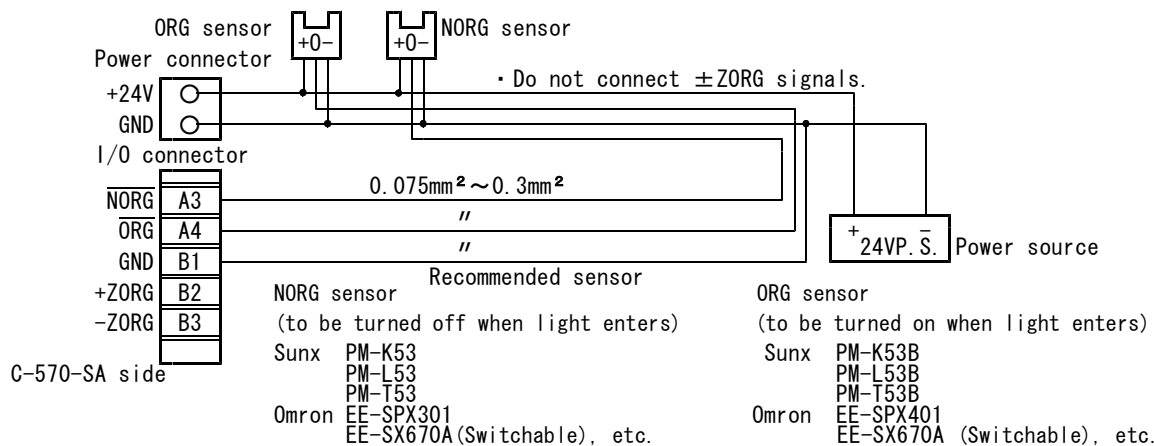 ORG sensor
+O−
+O−
NORG sensor
Power connector
・Do not connect ±ZORG signals.
+24V
GND
I/O connector
NORG A3
0.075mm²～0.3mm²
ORG A4
〃
GND B1
〃
+ − 24VP.S.
Power source
Recommended sensor
+ZORG B2
-ZORG B3
C-570-SA side
NORG sensor
(to be turned off when light enters)
Sunx PM-K53
PM-L53
PM-T53
Omron EE-SPX301
EE-SX670A(Switchable), etc.
ORG sensor
(to be turned on when light enters)
Sunx PM-K53B
PM-L53B
PM-T53B
Omron EE-SPX401
EE-SX670A (Switchable), etc.